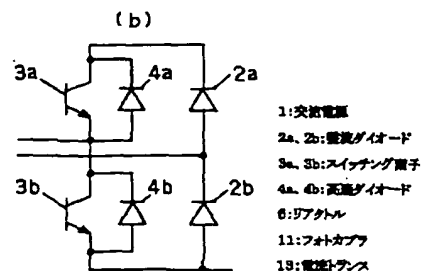 (b)
3a
4a
2a
3b
4b
2b
1:交流電源
2a、2b:整流ダイオード
3a、3b:スイッチング素子
4a、4b:高速ダイオード
6:リアクトル
11:フォトカプラ
13:電流トランス